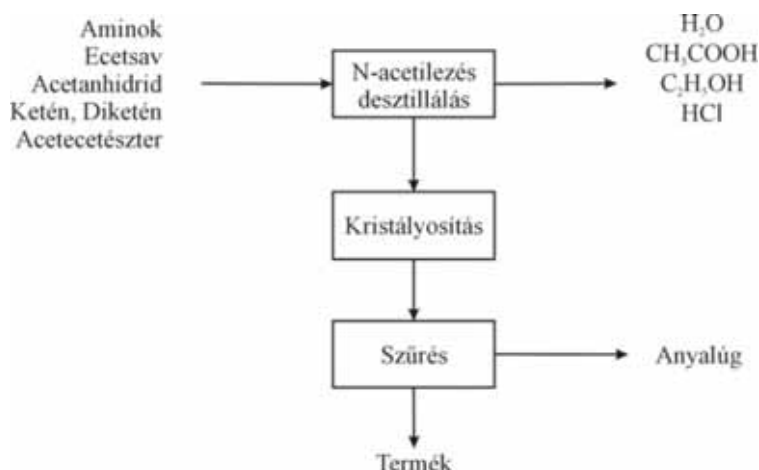 Aminok
Ecetsav
Acetanhidrid
Ketén, Diketén
Acetecetészter
N-acetilezés
desztillálás
H₂O
CH₃COOH
C₂H₅OH
HCl
Kristályosítás
Szűrés
Anyalúg
Termék